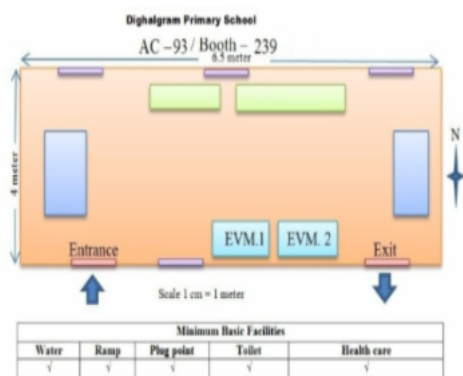 Dighalgram Primary School
AC –93 / Booth – 239
6.5 meter
4 meter
N
EVM.1 EVM. 2
Entrance Exit
Scale 1 cm = 1 meter
Minimum Basic Facilities
Water Ramp Plug point Toilet Health care
√ √ √ √ √